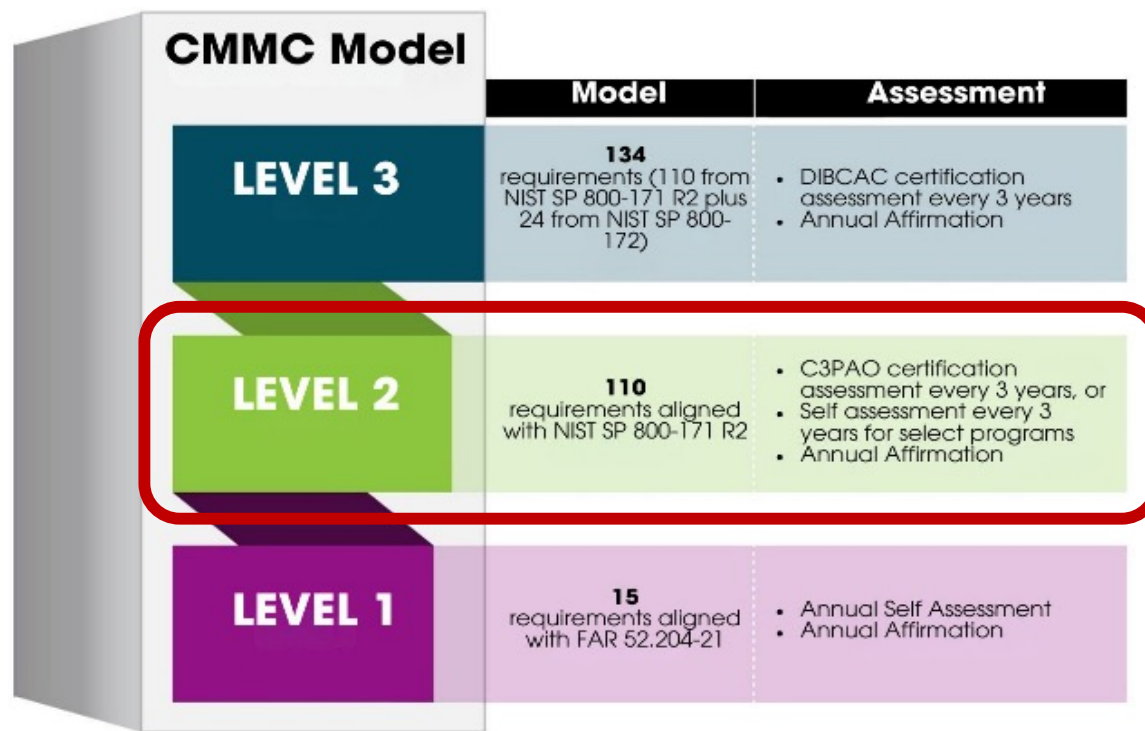 CMMC Model
Model
Assessment
LEVEL 3
134
requirements (110 from
NIST SP 800-171 R2 plus
24 from NIST SP 800-
172)
• DIBCAC certification
assessment every 3 years
• Annual Affirmation
LEVEL 2
110
requirements aligned
with NIST SP 800-171 R2
• C3PAO certification
assessment every 3 years, or
• Self assessment every 3
years for select programs
• Annual Affirmation
LEVEL 1
15
requirements aligned
with FAR 52.204-21
• Annual Self Assessment
• Annual Affirmation